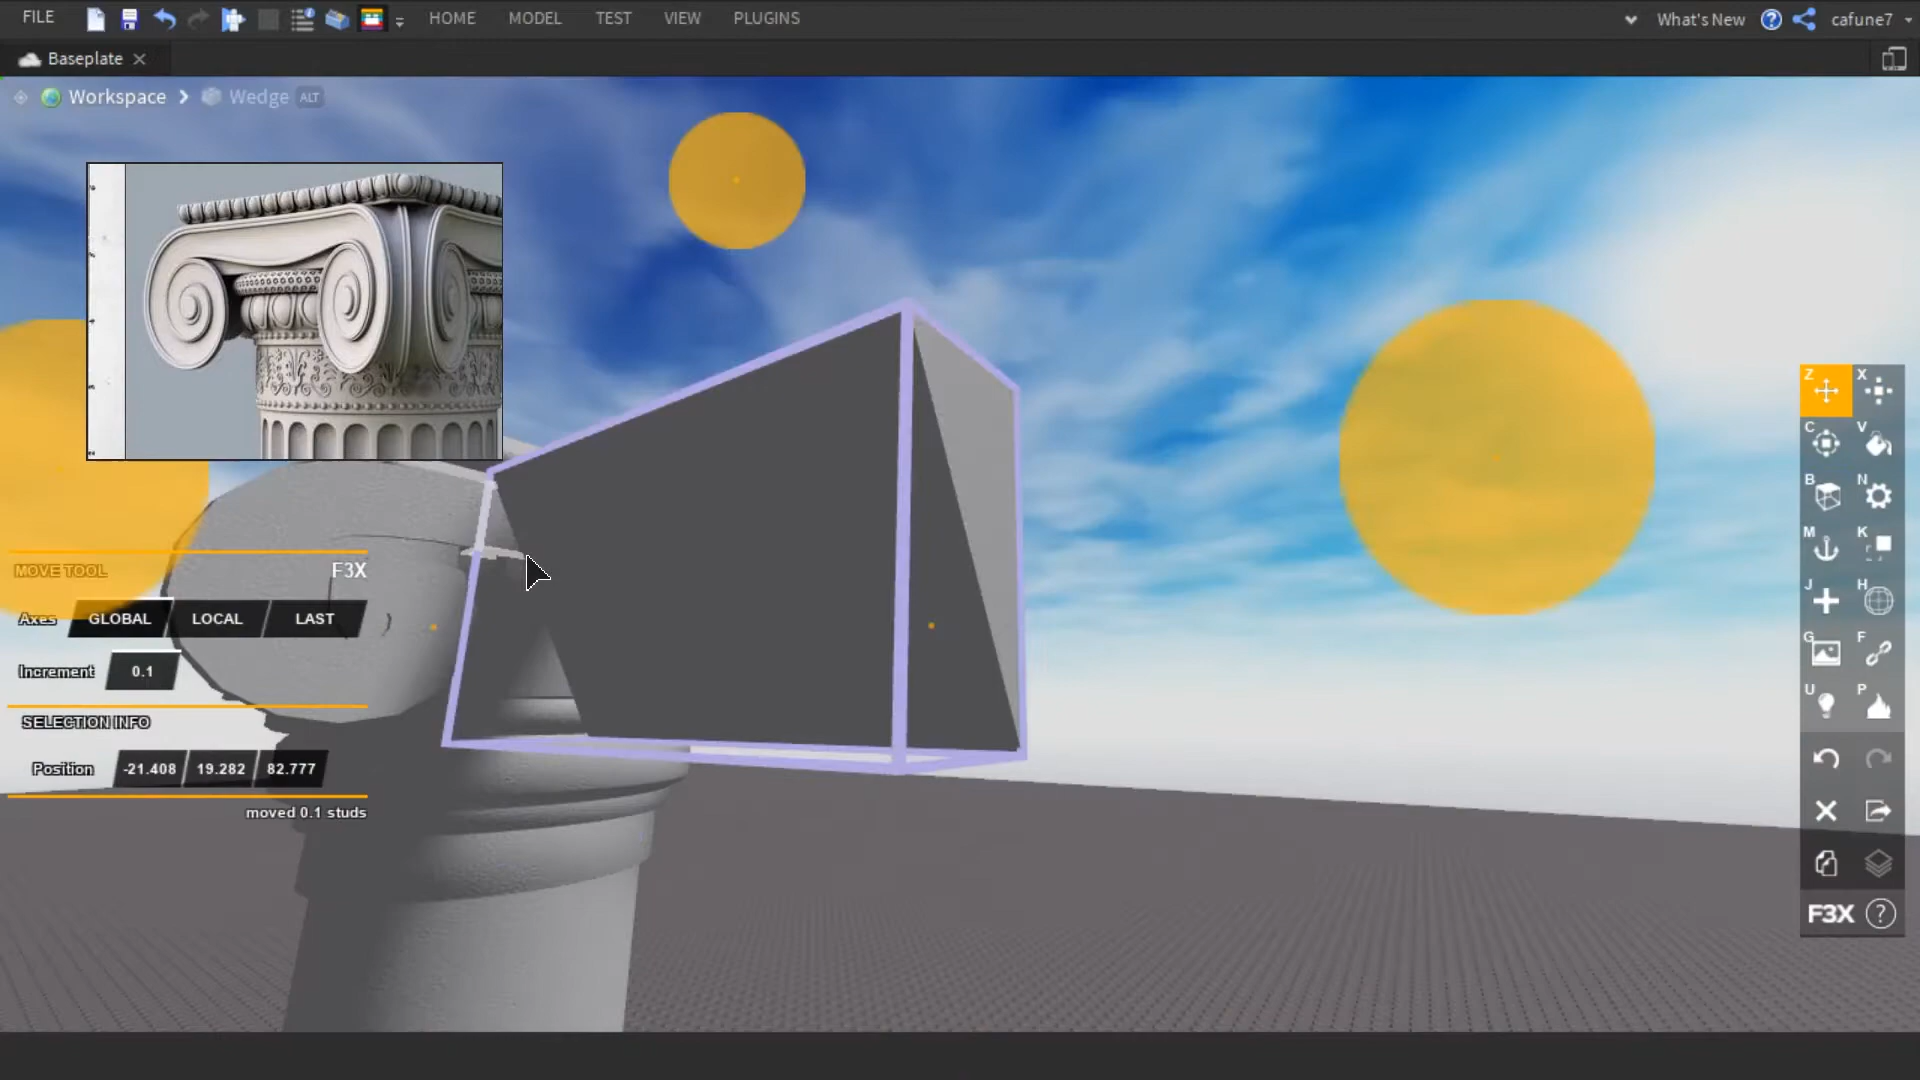 FILE
HOME
MODEL
TEST
VIEW
PLUGINS
What's New
cafune7
Baseplate
Workspace
Wedge
ALT
MOVE TOOL
F3X
Axes
GLOBAL
LOCAL
LAST
Increment
0.1
SELECTION INFO
Position
-21.408
19.282
82.777
moved 0.1 studs
Z
X
C
V
B
N
M
K
J
H
G
F
U
P
F3X